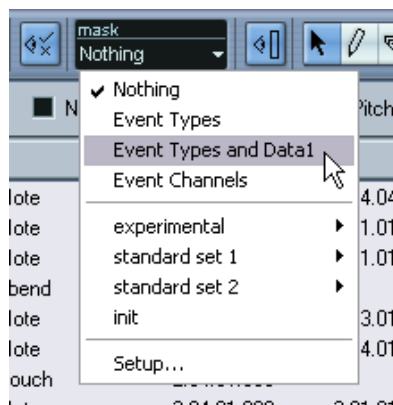 mask
Nothing
N
Pitch
Nothing
Event Types
Event Types and Data1
Event Channels
lote
4.04
experimental
lote
1.01
standard set 1
lote
1.01
standard set 2
bend
init
lote
3.01
lote
4.01
Setup...
ouch